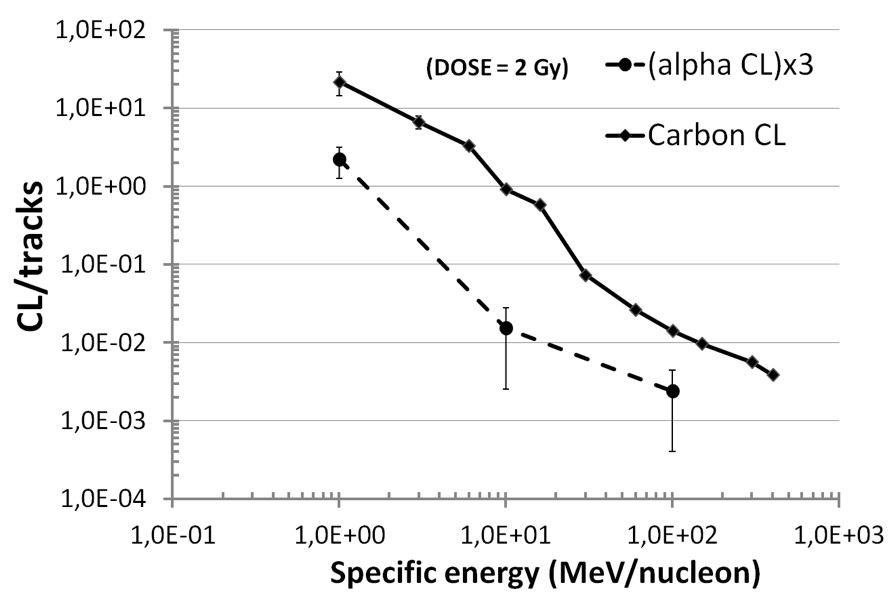 1,0E+02
1,0E+01
1,0E+00
1,0E-01
1,0E-02
1,0E-03
1,0E-04
CL/tracks
(DOSE = 2 Gy)
(alpha CL)x3
Carbon CL
1,0E-01 1,0E+00 1,0E+01 1,0E+02 1,0E+03
Specific energy (MeV/nucleon)